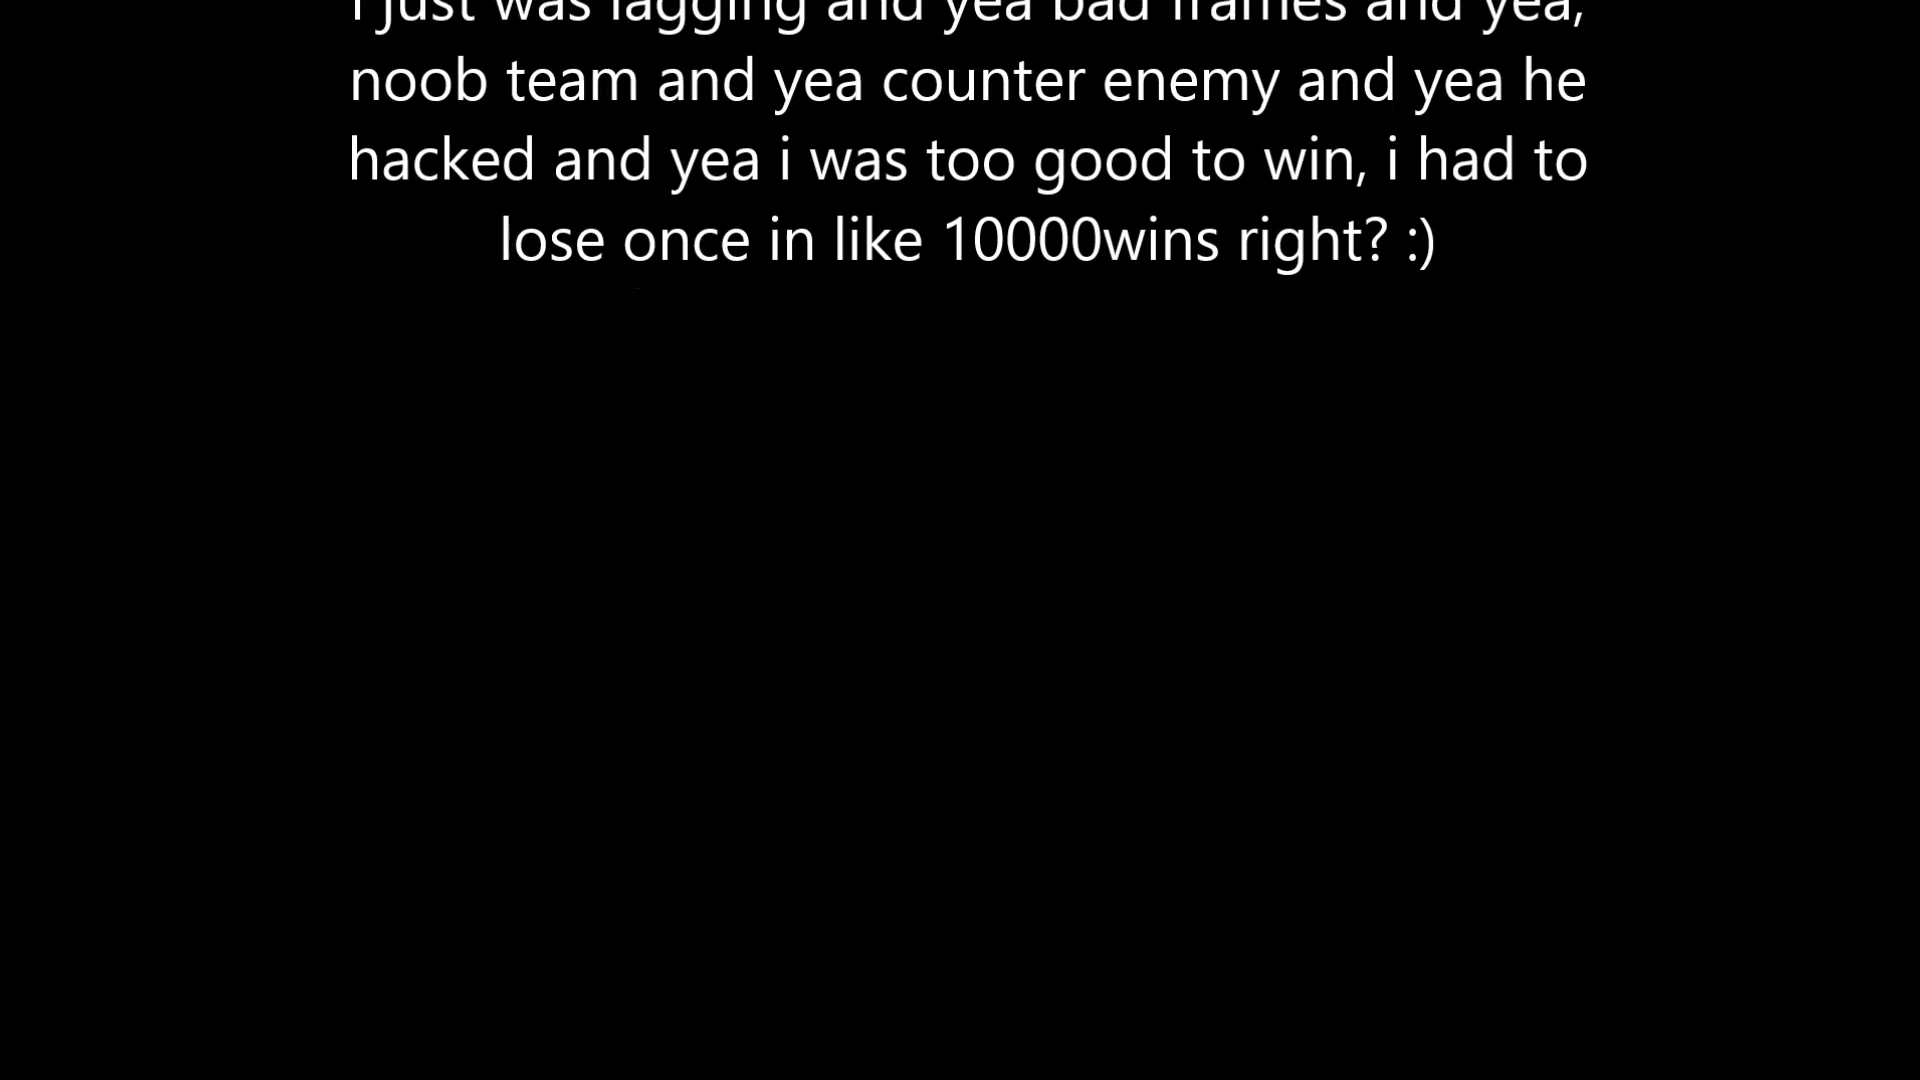 i just was lagging and yea bad frames and yea,
noob team and yea counter enemy and yea he
hacked and yea i was too good to win, i had to
lose once in like 10000wins right? :)